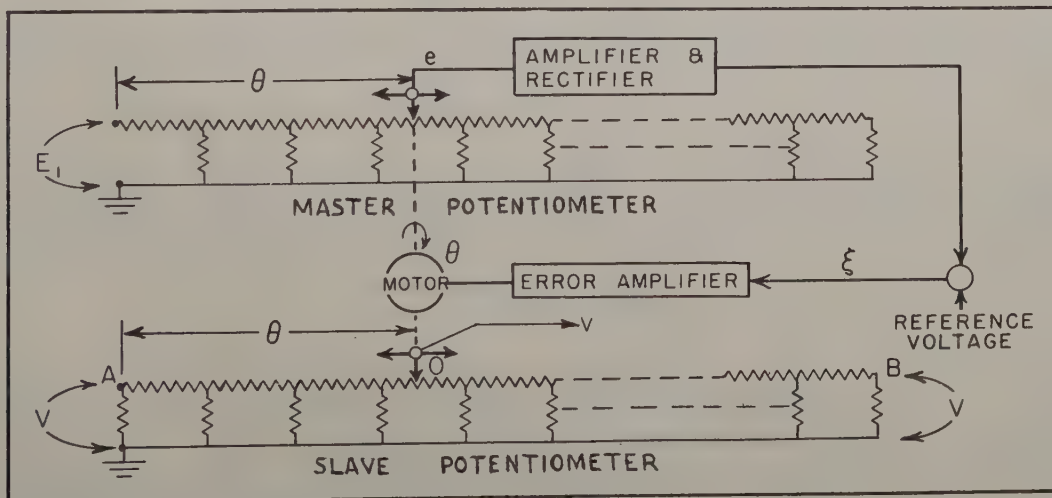 θ
e
AMPLIFIER &
RECTIFIER
E₁
MASTER POTENTIOMETER
θ
MOTOR
ERROR AMPLIFIER
ξ
REFERENCE
VOLTAGE
θ
V
A
O
B
V
V
SLAVE POTENTIOMETER